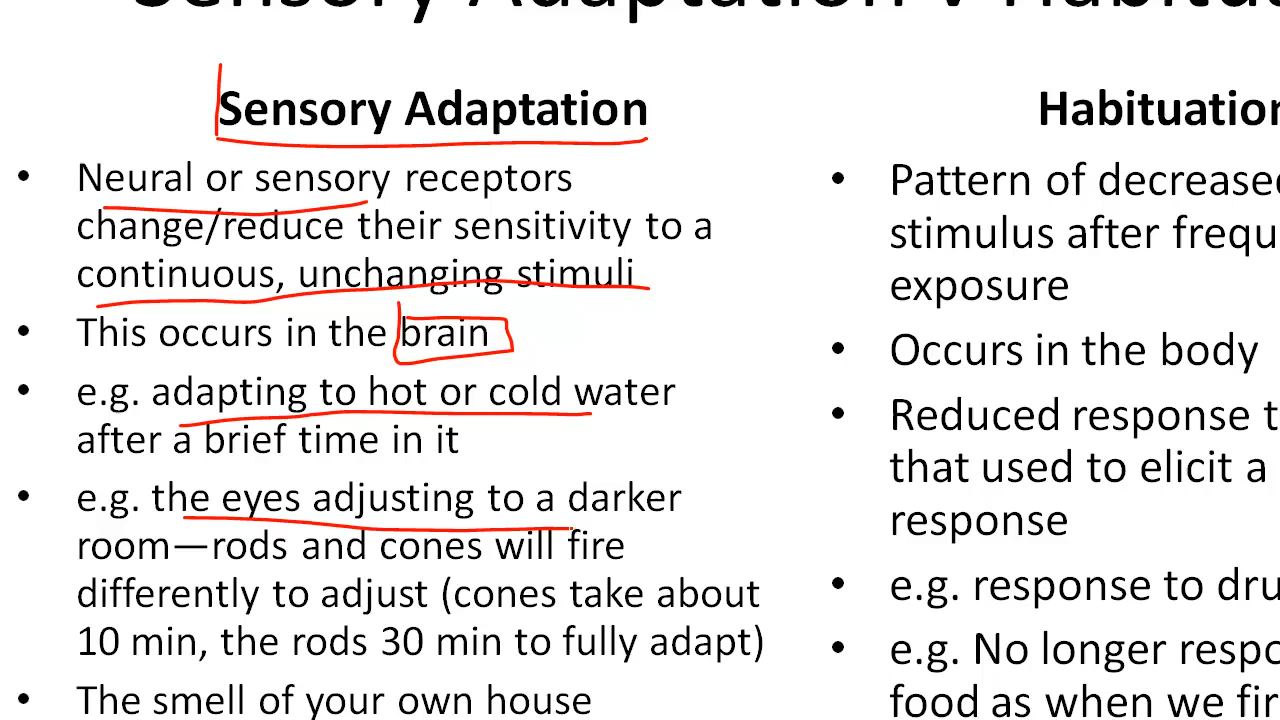 Sensory Adaptation v Habitua
Sensory Adaptation
• Neural or sensory receptors
change/reduce their sensitivity to a
continuous, unchanging stimuli
• This occurs in the brain
• e.g. adapting to hot or cold water
after a brief time in it
• e.g. the eyes adjusting to a darker
room—rods and cones will fire
differently to adjust (cones take about
10 min, the rods 30 min to fully adapt)
• The smell of your own house
Habituation
• Pattern of decreased
stimulus after frequ
exposure
• Occurs in the body
• Reduced response t
that used to elicit a
response
• e.g. response to dru
• e.g. No longer respo
food as when we fir